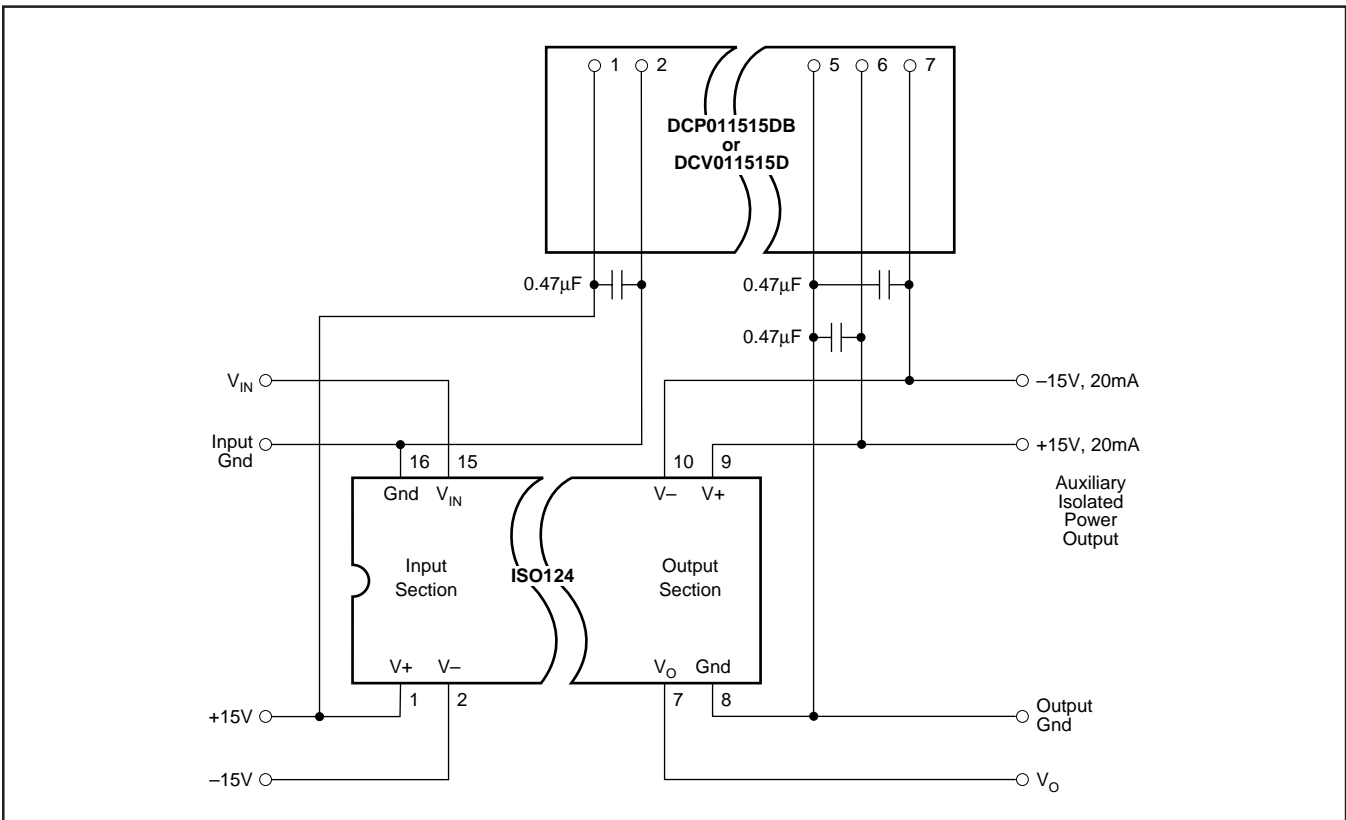 1 2 5 6 7
DCP011515DB
or
DCV011515D
0.47μF 0.47μF
0.47μF
V_IN –15V, 20mA
Input
Gnd
+15V, 20mA
16 15 10 9
Gnd V_IN V– V+
Auxiliary
Isolated
Power
Output
Input
Section
ISO124
Output
Section
V+ V– V_O Gnd
1 2 7 8
+15V
Output
Gnd
–15V V_O